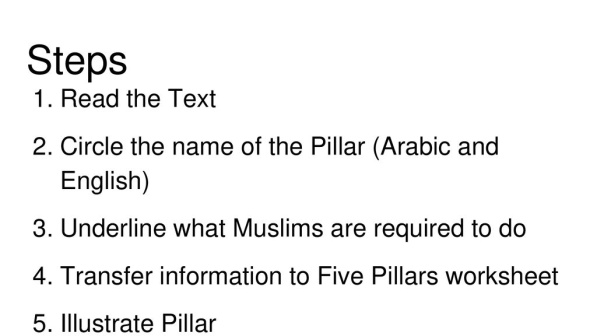 Steps
1. Read the Text
2. Circle the name of the Pillar (Arabic and
English)
3. Underline what Muslims are required to do
4. Transfer information to Five Pillars worksheet
5. Illustrate Pillar